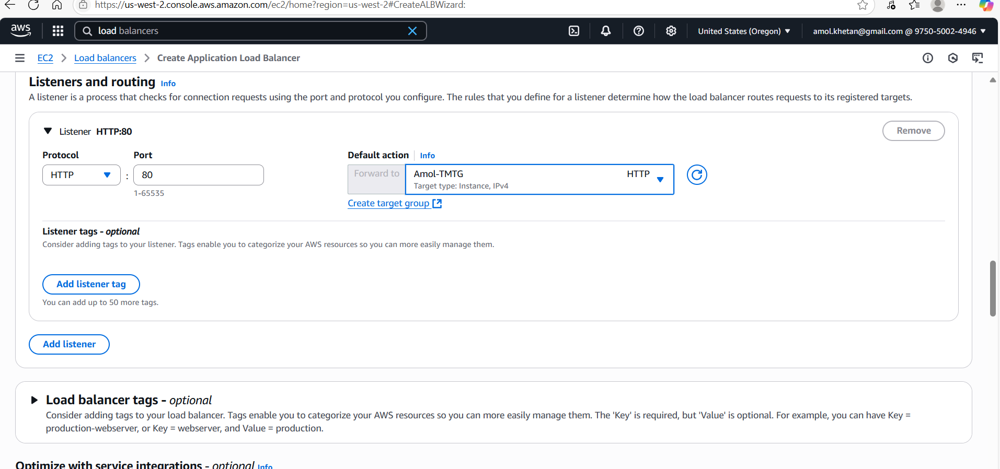 https://us-west-2.console.aws.amazon.com/ec2/home?region=us-west-2#CreateALBWizard:
aws
load balancers
United States (Oregon)
amol.khetan@gmail.com @ 9750-5002-4946
EC2 > Load balancers > Create Application Load Balancer
Listeners and routing Info
A listener is a process that checks for connection requests using the port and protocol you configure. The rules that you define for a listener determine how the load balancer routes requests to its registered targets.
Listener HTTP:80
Remove
Protocol
Port
Default action | Info
HTTP
:
80
Forward to
Amol-TMTG
HTTP
Target type: Instance, IPv4
1-65535
Create target group
Listener tags - optional
Consider adding tags to your listener. Tags enable you to categorize your AWS resources so you can more easily manage them.
Add listener tag
You can add up to 50 more tags.
Add listener
Load balancer tags - optional
Consider adding tags to your load balancer. Tags enable you to categorize your AWS resources so you can more easily manage them. The 'Key' is required, but 'Value' is optional. For example, you can have Key =
production-webserver, or Key = webserver, and Value = production.
Optimize with service integrations - optional Info